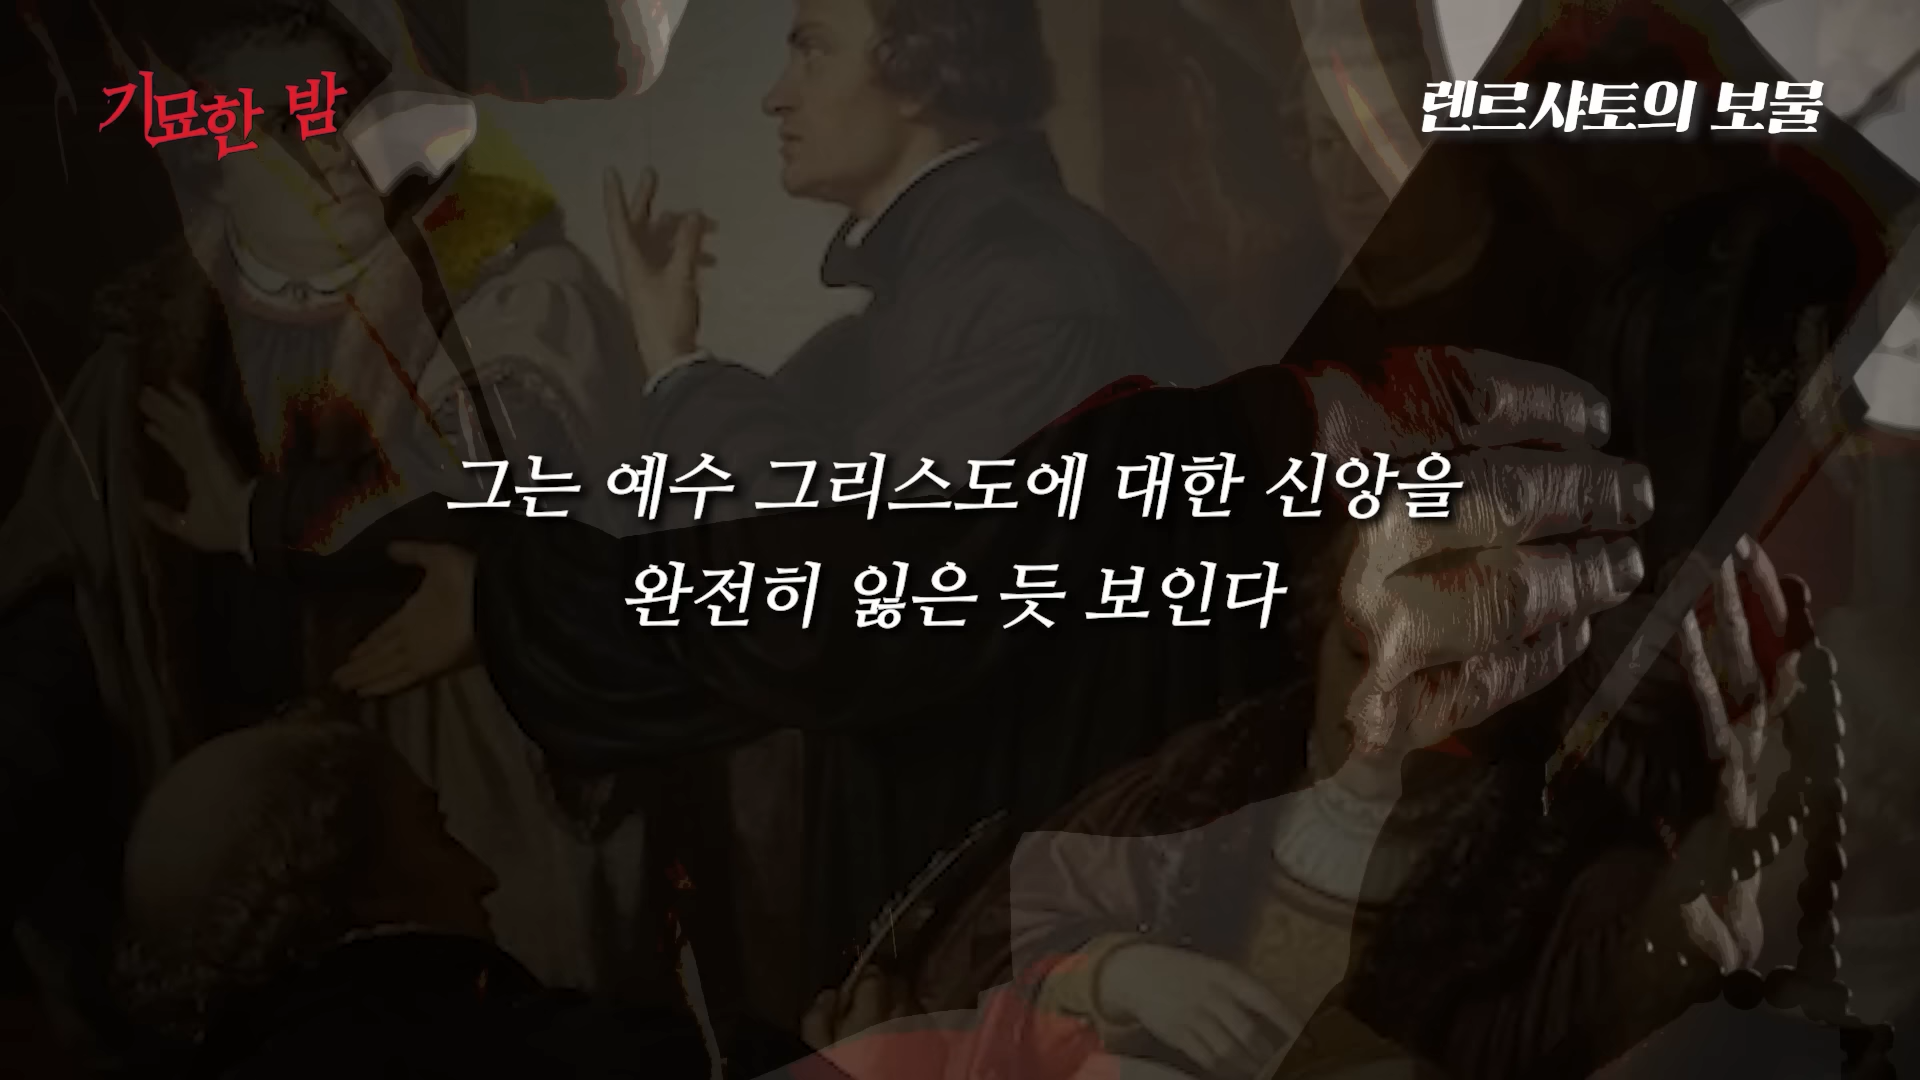 기묘한 밤
렌르샤토의 보물
그는 예수 그리스도에 대한 신앙을
완전히 잃은 듯 보인다